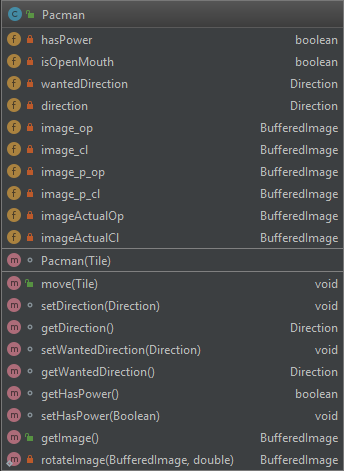 Pacman
hasPower boolean
isOpenMouth boolean
wantedDirection Direction
direction Direction
image_op BufferedImage
image_cl BufferedImage
image_p_op BufferedImage
image_p_cl BufferedImage
imageActualOp BufferedImage
imageActualCl BufferedImage
Pacman(Tile)
move(Tile) void
setDirection(Direction) void
getDirection() Direction
setWantedDirection(Direction) void
getWantedDirection() Direction
getHasPower() boolean
setHasPower(Boolean) void
getImage() BufferedImage
rotateImage(BufferedImage, double) BufferedImage